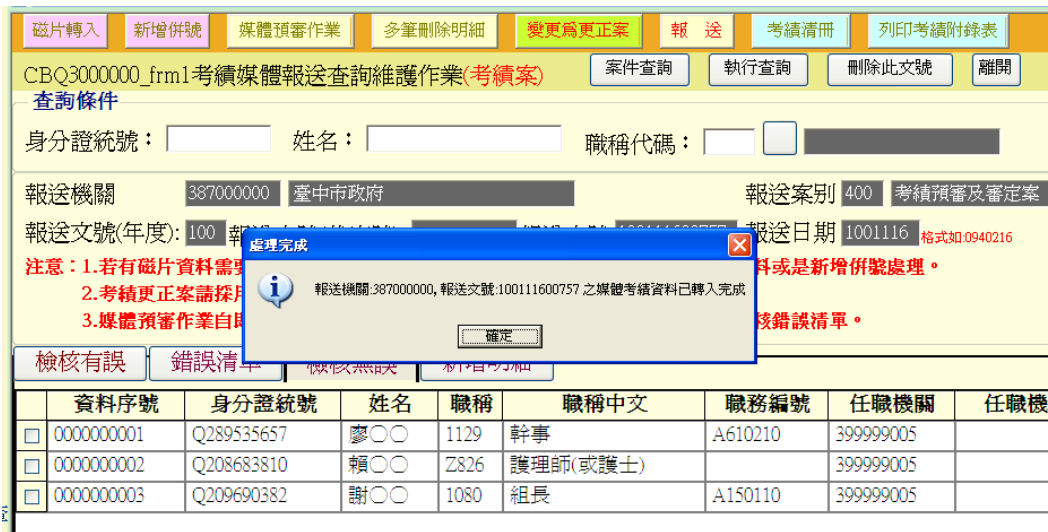 磁片轉入 新增併號 媒體預審作業 多筆刪除明細 變更為更正案 報 送 考績清冊 列印考績附錄表
CBQ3000000_frm1考績媒體報送查詢維護作業(考績案) 案件查詢 執行查詢 刪除此文號 離開
查詢條件
身分證統號： 姓名： 職稱代碼：
報送機關 387000000 臺中市政府 報送案別 400 考績預審及審定案
報送文號(年度): 100 報送日期 1001116 格式如:0940216
處理完成
注意：1.若有磁片資料需 料或是新增併號處理。
報送機關:387000000, 報送文號:100111600757 之媒體考績資料已轉入完成
2.考績更正案請採
3.媒體預審作業自 核錯誤清單。
確定
檢核有誤 錯誤清單 檢核無誤 新增明細
資料序號 身分證統號 姓名 職稱 職稱中文 職務編號 任職機關 任職機
0000000001 Q289535657 廖○○ 1129 幹事 A610210 399999005
0000000002 Q208683810 賴○○ Z826 護理師(或護士) 399999005
0000000003 Q209690382 謝○○ 1080 組長 A150110 399999005